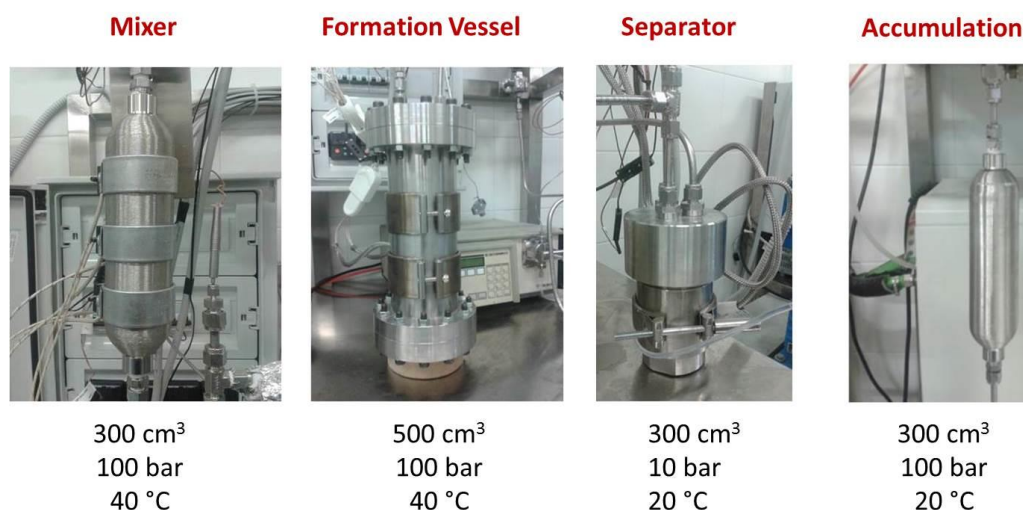 Mixer
Formation Vessel
Separator
Accumulation
300 cm³
100 bar
40 °C
500 cm³
100 bar
40 °C
300 cm³
10 bar
20 °C
300 cm³
100 bar
20 °C